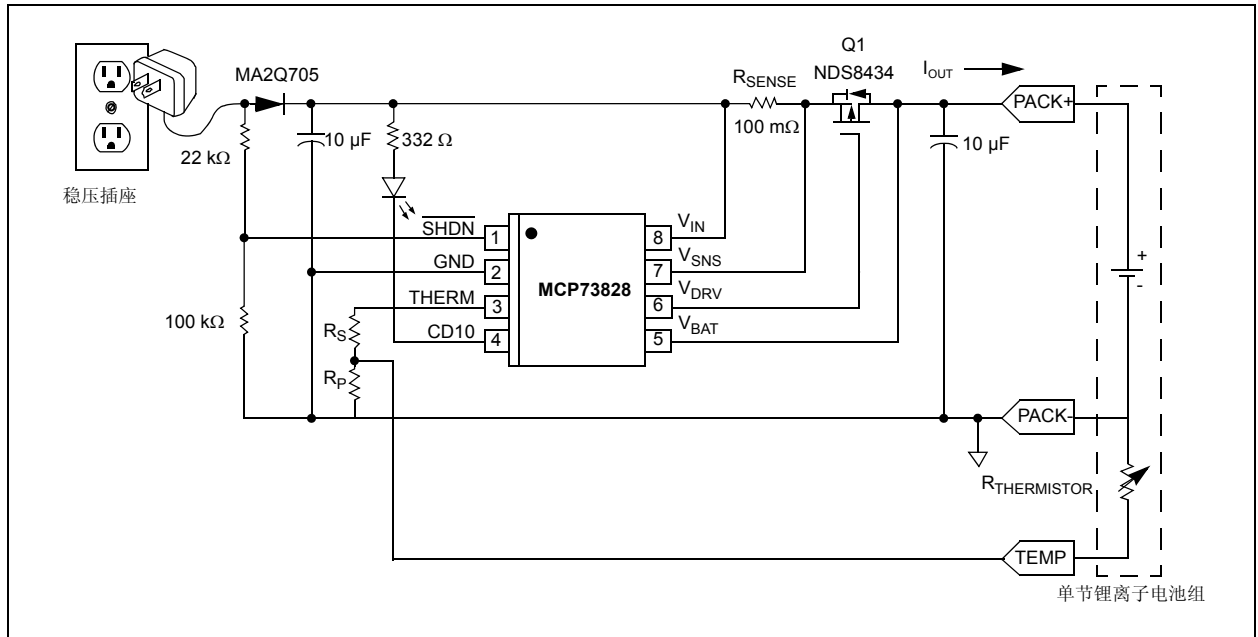 Q1
NDS8434
MA2Q705
R_SENSE
I_OUT
PACK+
100 mΩ
22 kΩ
10 µF
332 Ω
10 µF
稳压插座
SHDN
1
8
V_IN
GND
2
7
V_SNS
MCP73828
THERM
3
6
V_DRV
CD10
4
5
V_BAT
+
-
100 kΩ
R_S
R_P
PACK-
R_THERMISTOR
TEMP
单节锂离子电池组